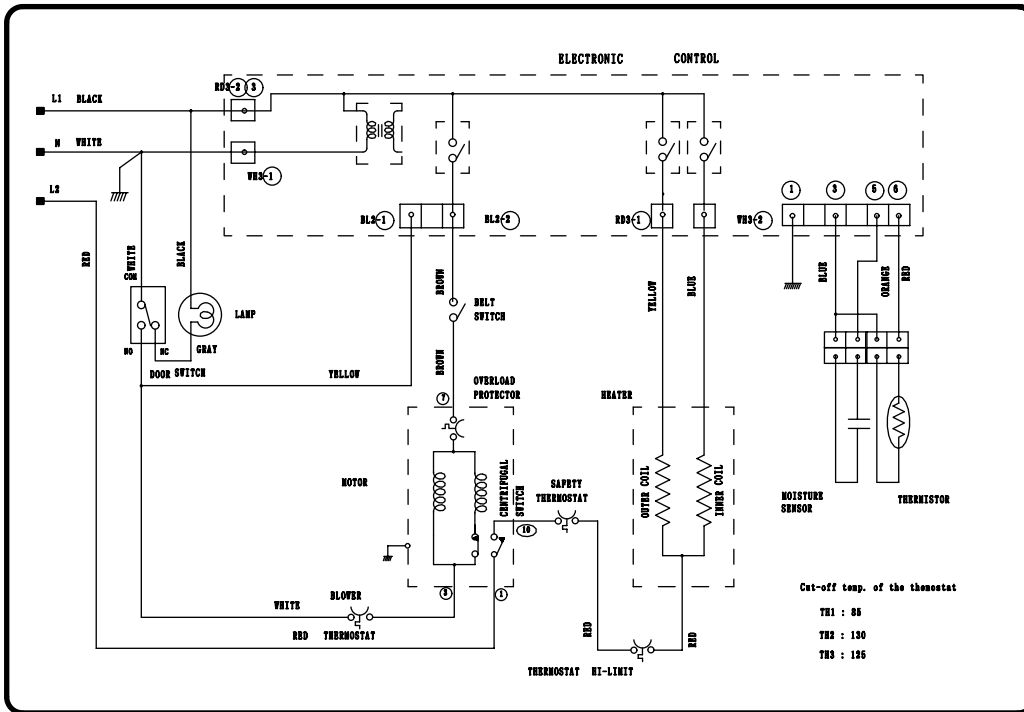 ELECTRONIC CONTROL
RD3-2 3
L1 BLACK
N WHITE
WH3-1
L2
1 3 5 6
BL2-1 BL2-2 RD3-1 WH3-2
RED
WHITE
BLACK
BROWN
YELLOW
BLUE
BLUE
ORANGE
RED
COM
LAMP
BELT
SWITCH
NO NC
GRAY
DOOR SWITCH
YELLOW
BROWN
OVERLOAD
PROTECTOR
7
HEATER
MOTOR
CENTRIFUGAL
SWITCH
SAFETY
THERMOSTAT
OUTER COIL
INNER COIL
MOISTURE
SENSOR
THERMISTOR
10
3 1
BLOWER
WHITE
RED THERMOSTAT
RED
RED
THERMOSTAT HI-LIMIT
Cut-off temp. of the themostat
TH1 : 85
TH2 : 130
TH3 : 125